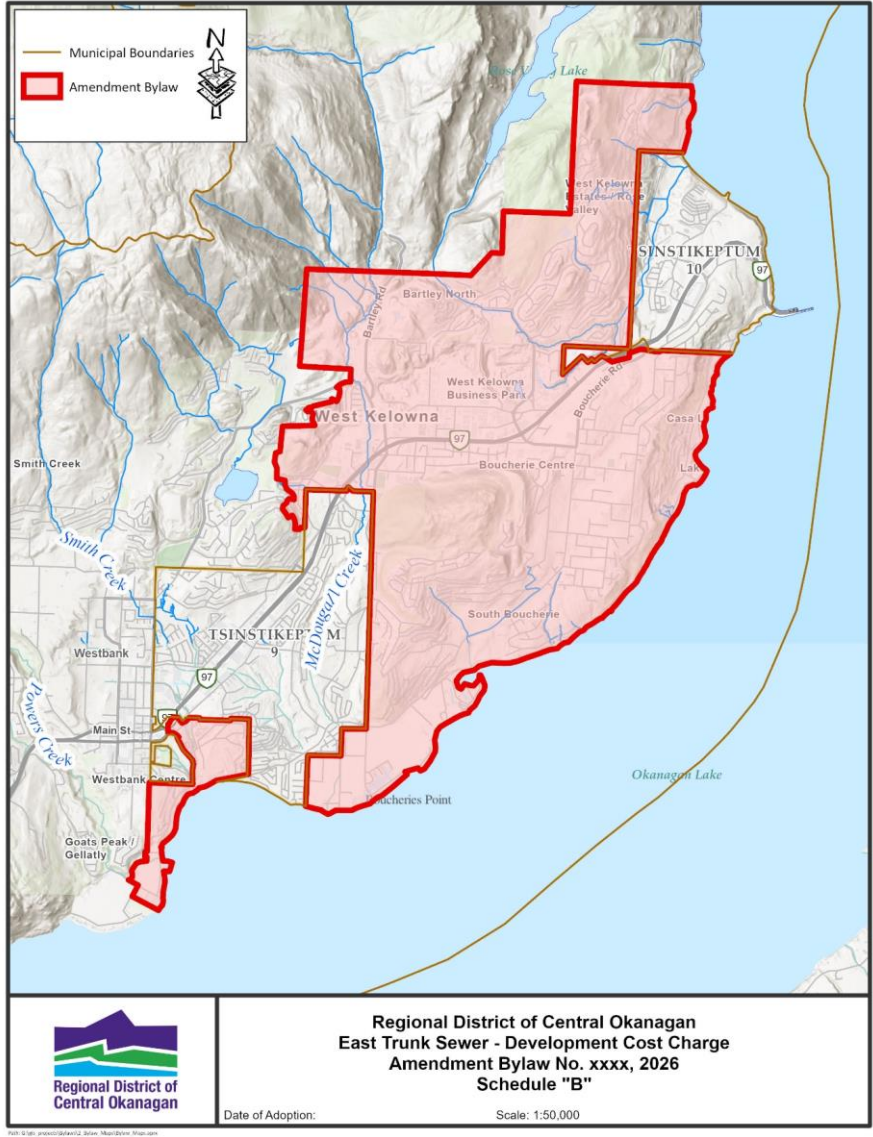 Municipal Boundaries
Amendment Bylaw
N
Rose Valley Lake
West Kelowna
Estates / Rose
Valley
TSINSTIKEPTUM
10
97
Bartley North
Bartley Rd
West Kelowna
Business Park
Boucherie Rd
West Kelowna
97
Casa L
Boucherie Centre
Lak
Smith Creek
Smith Creek
McDougall Creek
South Boucherie
TSINSTIKEPTUM
9
Westbank
97
Powers Creek
97
Main St
Westbank Centre
Okanagan Lake
Boucheries Point
Goats Peak /
Gellatly
Regional District of
Central Okanagan
Regional District of Central Okanagan
East Trunk Sewer - Development Cost Charge
Amendment Bylaw No. xxxx, 2026
Schedule "B"
Date of Adoption:
Scale: 1:50,000